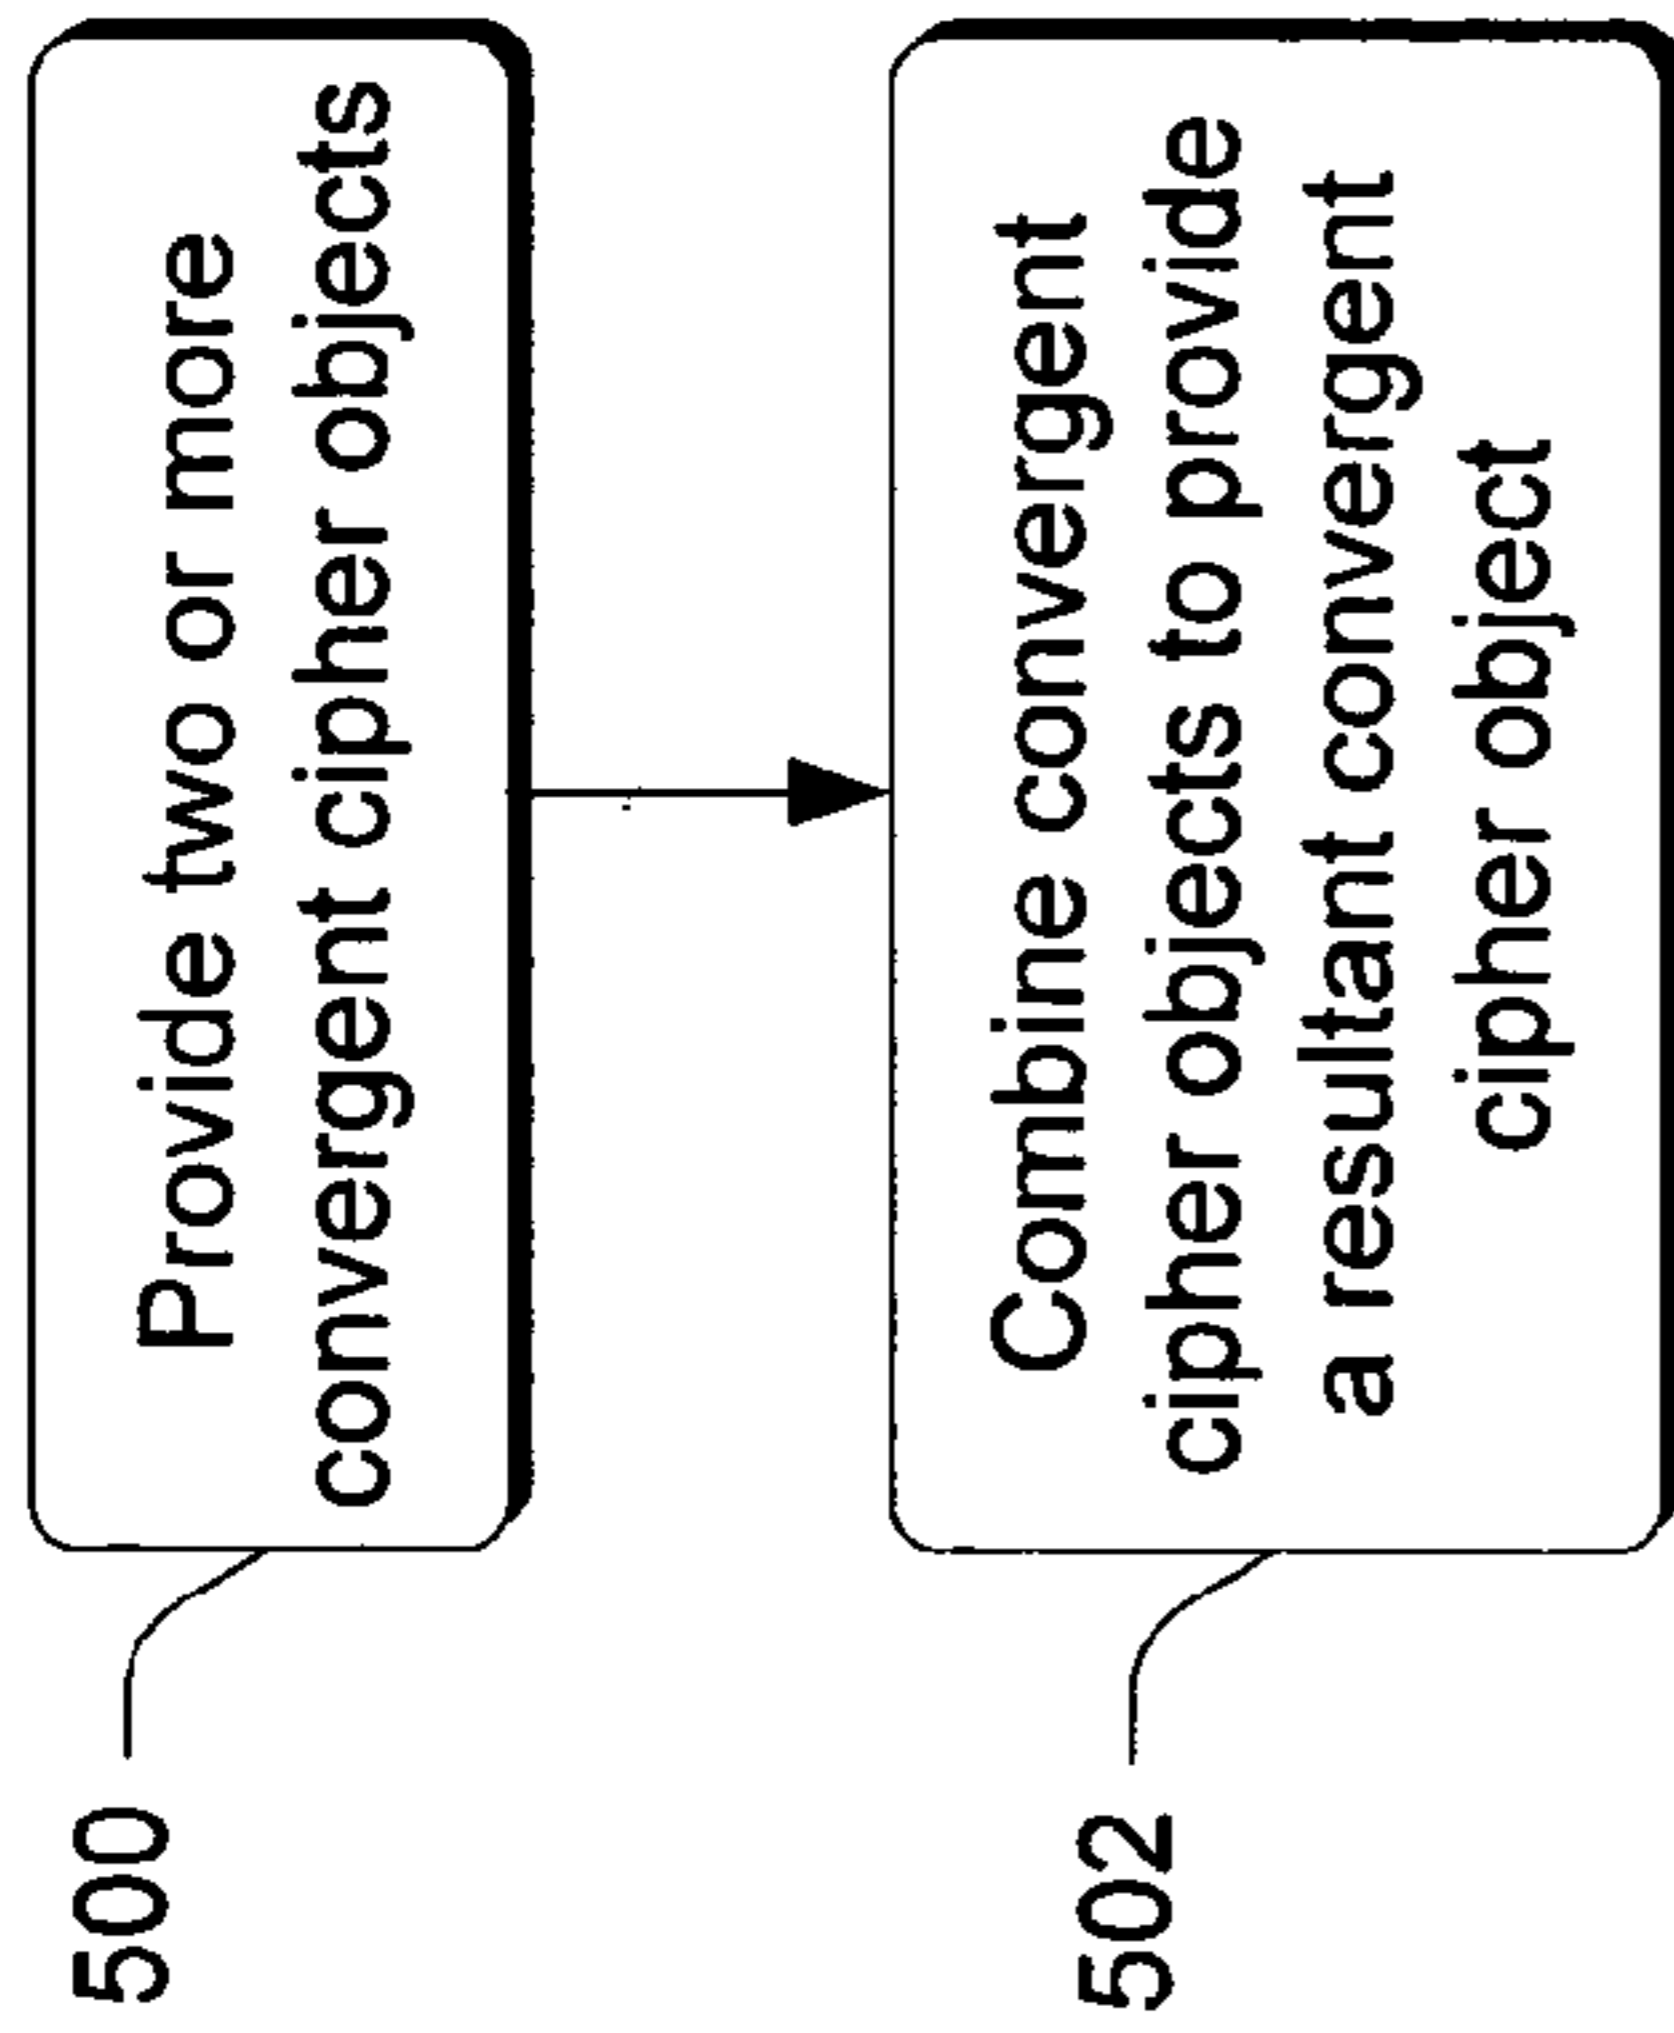 500
Provide two or more
convergent cipher objects
502
Combine convergent
cipher objects to provide
a resultant convergent
cipher object